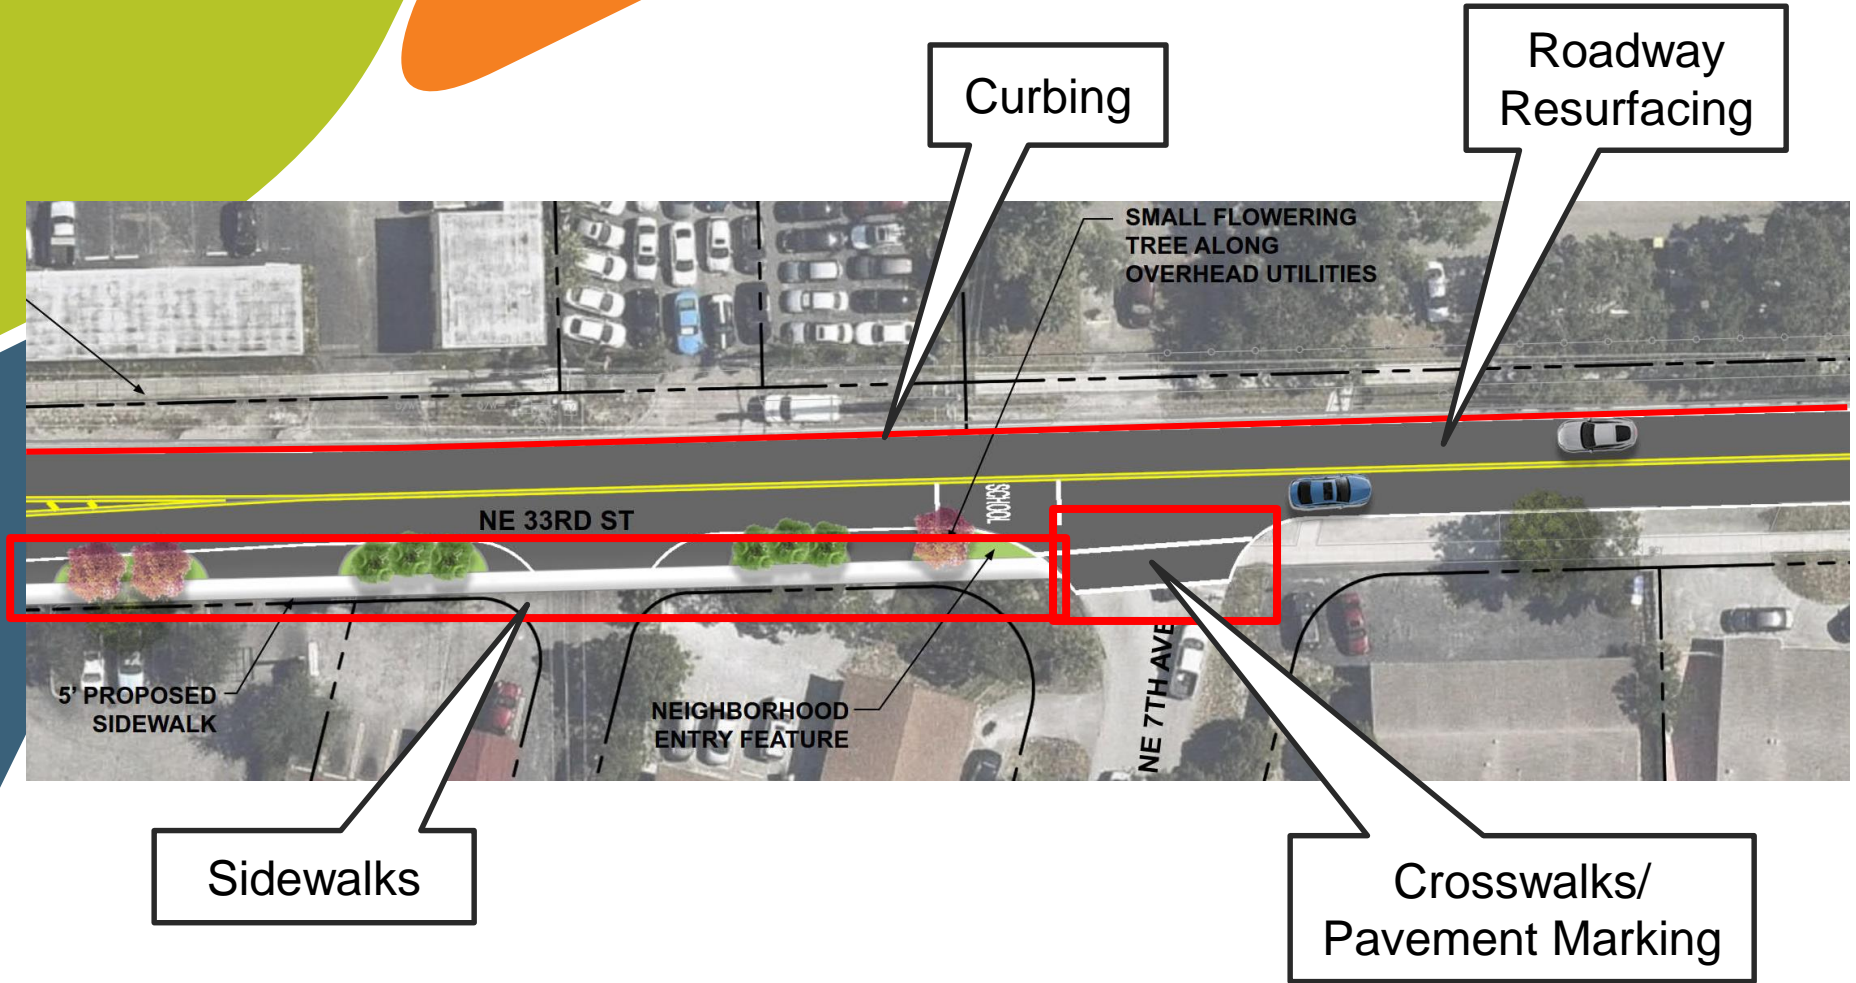 Roadway
Resurfacing
Curbing
SMALL FLOWERING
TREE ALONG
OVERHEAD UTILITIES
SCHOOL
NE 33RD ST
5' PROPOSED
SIDEWALK
NEIGHBORHOOD
ENTRY FEATURE
NE 7TH AVE
Sidewalks
Crosswalks/
Pavement Marking